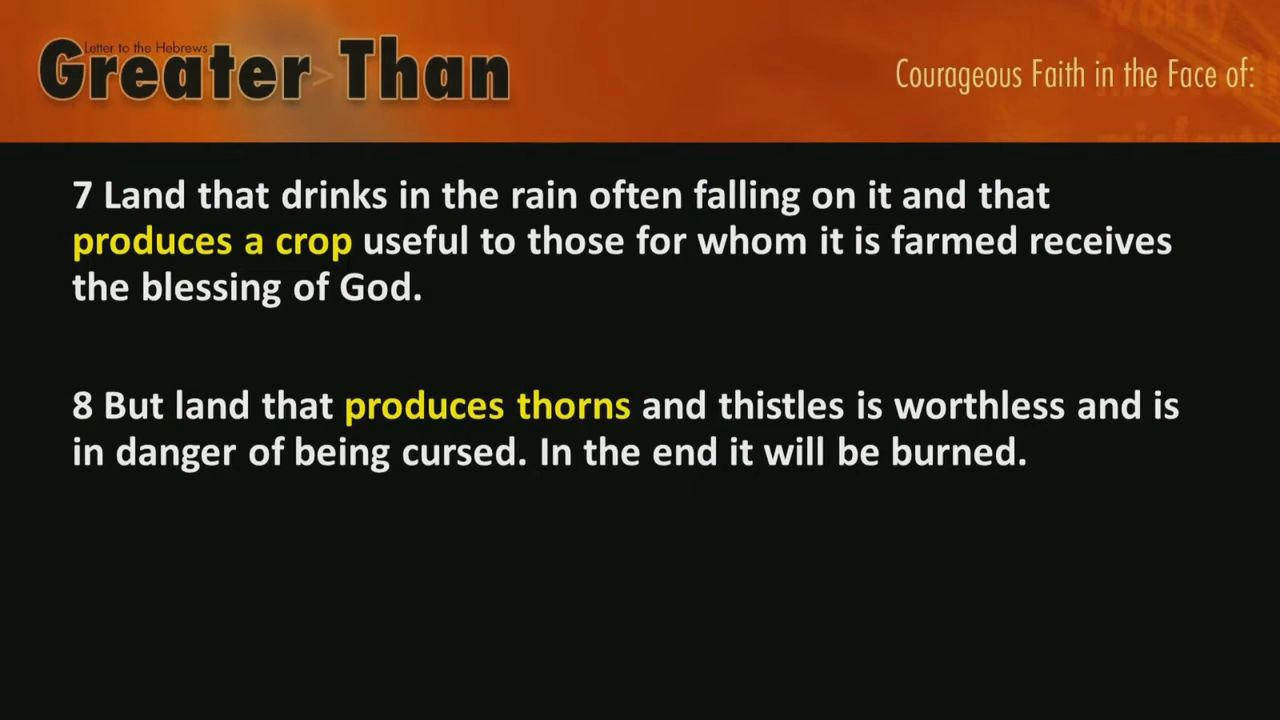 Letter to the Hebrews
Greater > Than
Courageous Faith in the Face of:
worry
7 Land that drinks in the rain often falling on it and that
produces a crop useful to those for whom it is farmed receives
the blessing of God.
8 But land that produces thorns and thistles is worthless and is
in danger of being cursed. In the end it will be burned.